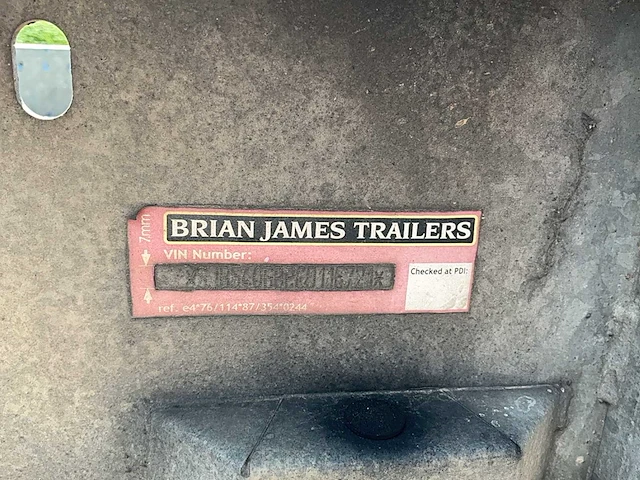 BRIAN JAMES TRAILERS
7mm
VIN Number:
Checked at PDI:
ref: e4*76/114*87/354*0244